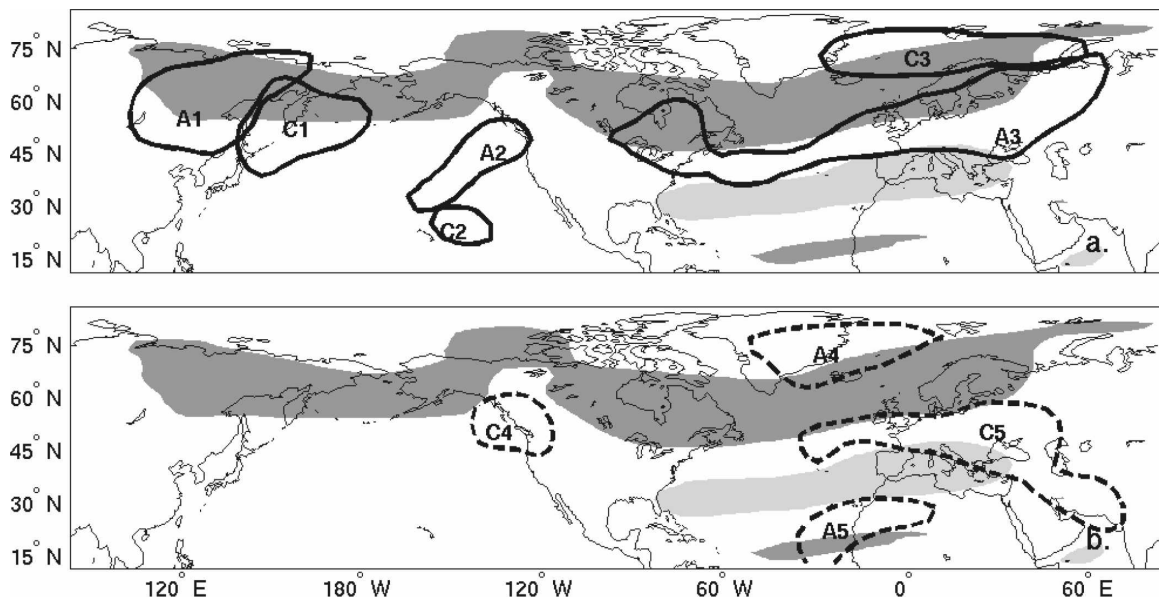 75° N
60° N
45° N
30° N
15° N
A1
C1
A2
C2
C3
A3
a.
75° N
60° N
45° N
30° N
15° N
C4
A4
C5
A5
b.
120° E
180° W
120° W
60° W
0°
60° E